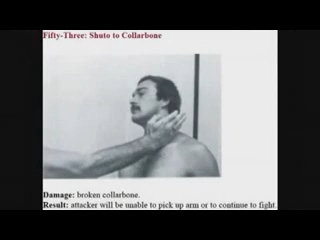 Fifty-Three: Shuto to Collarbone
Damage: broken collarbone.
Result: attacker will be unable to pick up arm or to continue to fight.